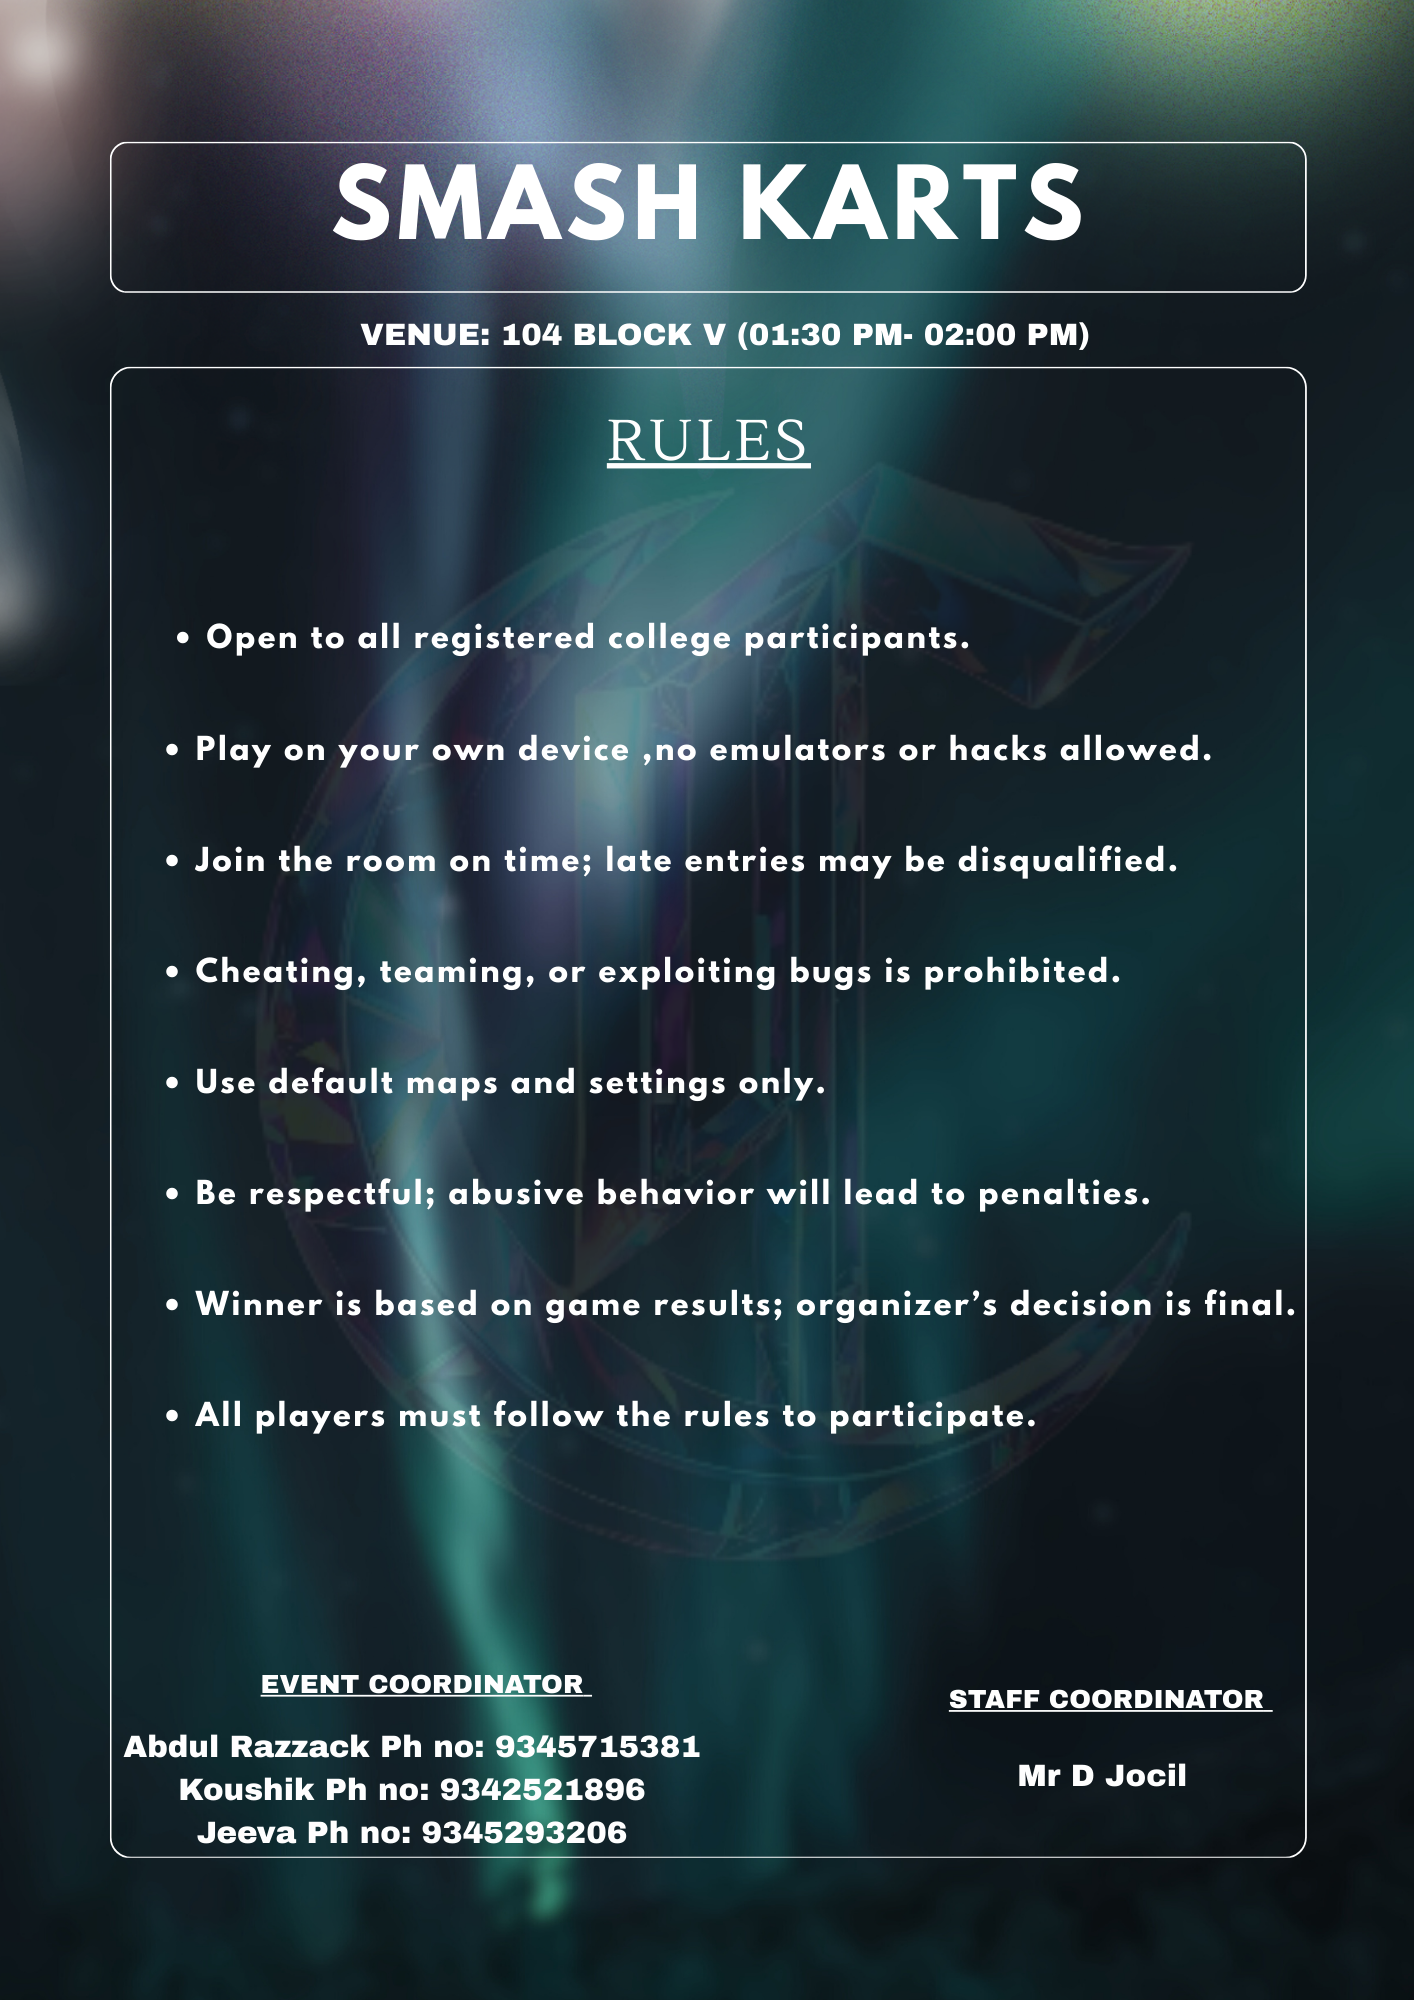 SMASH KARTS
VENUE: 104 BLOCK V (01:30 PM- 02:00 PM)
RULES
• Open to all registered college participants.
• Play on your own device ,no emulators or hacks allowed.
• Join the room on time; late entries may be disqualified.
• Cheating, teaming, or exploiting bugs is prohibited.
• Use default maps and settings only.
• Be respectful; abusive behavior will lead to penalties.
• Winner is based on game results; organizer’s decision is final.
• All players must follow the rules to participate.
EVENT COORDINATOR
Abdul Razzack Ph no: 9345715381
Koushik Ph no: 9342521896
Jeeva Ph no: 9345293206
STAFF COORDINATOR
Mr D Jocil